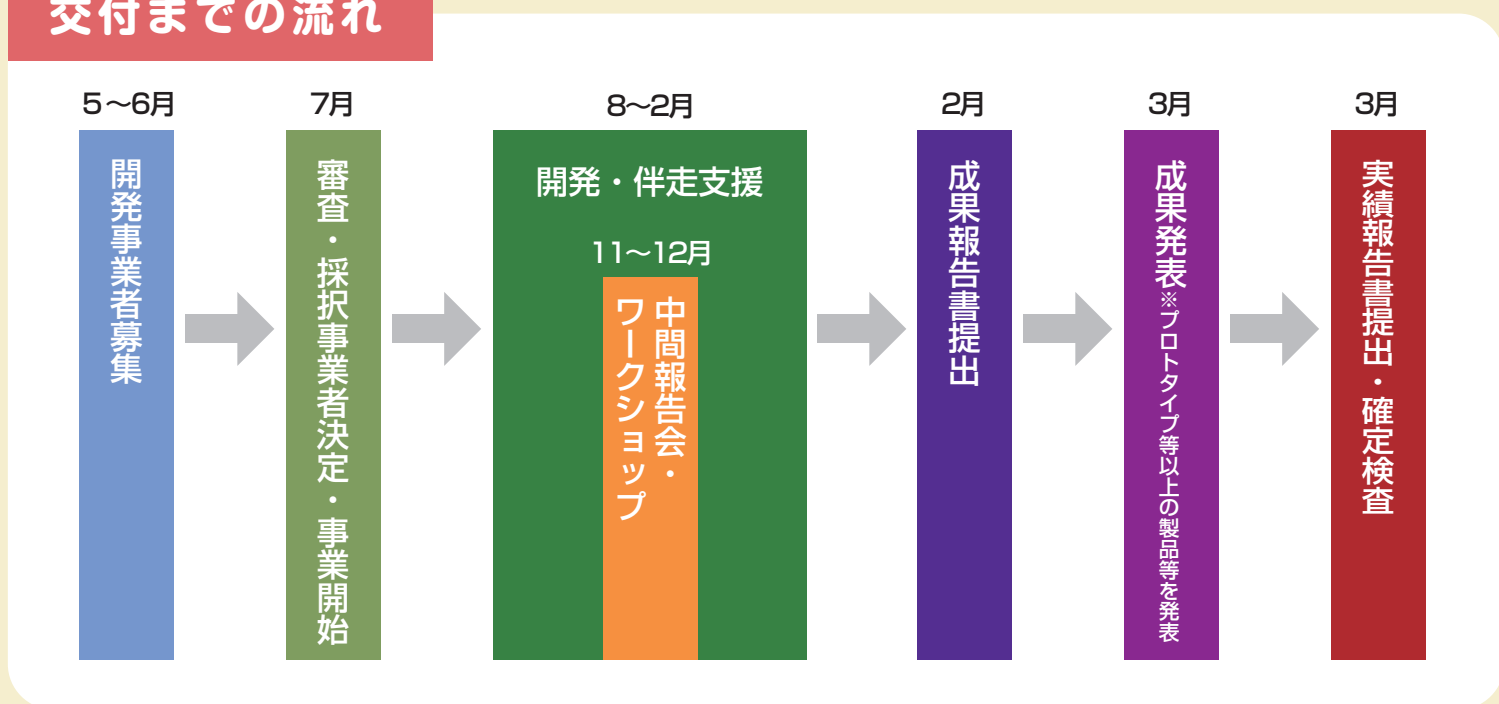 交付までの流れ
5〜6月
開発事業者募集
7月
審査・採択事業者決定・事業開始
8〜2月
開発・伴走支援
11〜12月
中間報告会・
ワークショップ
2月
成果報告書提出
3月
成果発表※プロトタイプ等以上の製品等を発表
3月
実績報告書提出・確定検査